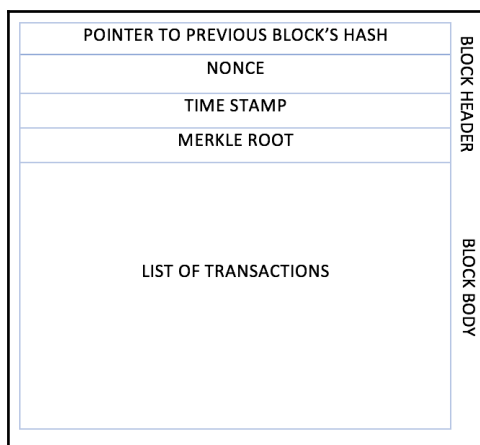 POINTER TO PREVIOUS BLOCK’S HASH
NONCE
TIME STAMP
MERKLE ROOT
BLOCK HEADER
LIST OF TRANSACTIONS
BLOCK BODY